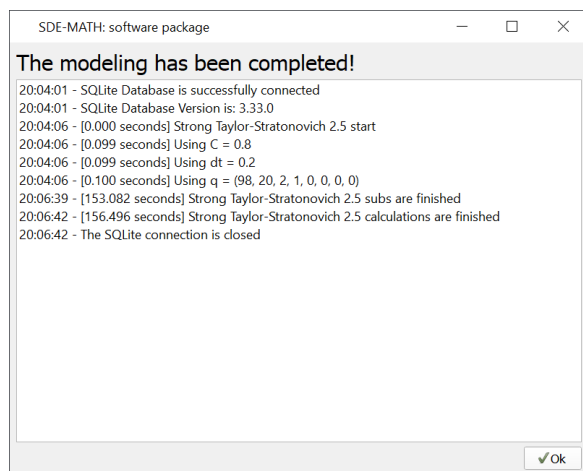 SDE-MATH: software package
The modeling has been completed!
20:04:01 - SQLite Database is successfully connected
20:04:01 - SQLite Database Version is: 3.33.0
20:04:06 - [0.000 seconds] Strong Taylor-Stratonovich 2.5 start
20:04:06 - [0.099 seconds] Using C = 0.8
20:04:06 - [0.099 seconds] Using dt = 0.2
20:04:06 - [0.100 seconds] Using q = (98, 20, 2, 1, 0, 0, 0, 0)
20:06:39 - [153.082 seconds] Strong Taylor-Stratonovich 2.5 subs are finished
20:06:42 - [156.496 seconds] Strong Taylor-Stratonovich 2.5 calculations are finished
20:06:42 - The SQLite connection is closed
Ok